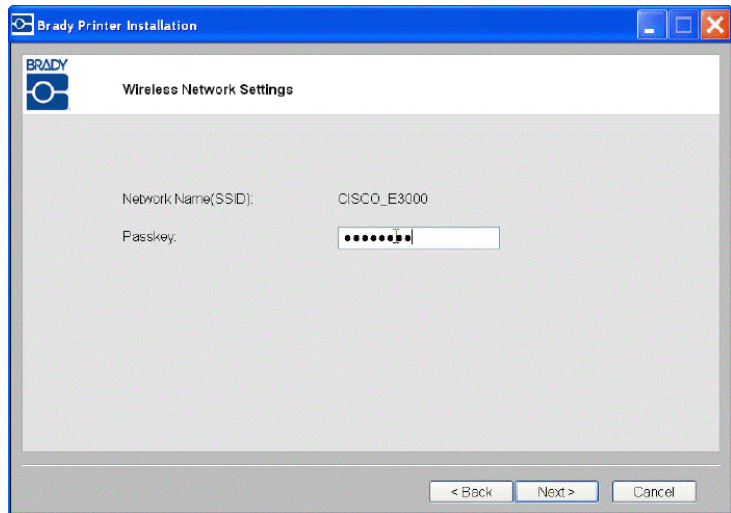 Brady Printer Installation
BRADY
Wireless Network Settings
Network Name(SSID): CISCO_E3000
Passkey: ••••••••
< Back Next > Cancel